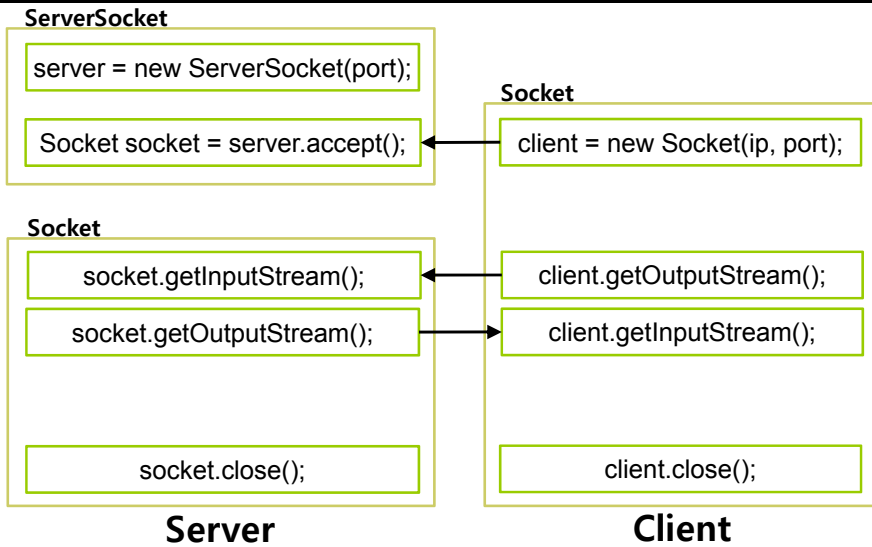 ServerSocket
server = new ServerSocket(port);
Socket socket = server.accept();
Socket
client = new Socket(ip, port);
Socket
socket.getInputStream();
client.getOutputStream();
socket.getOutputStream();
client.getInputStream();
socket.close();
client.close();
Server
Client